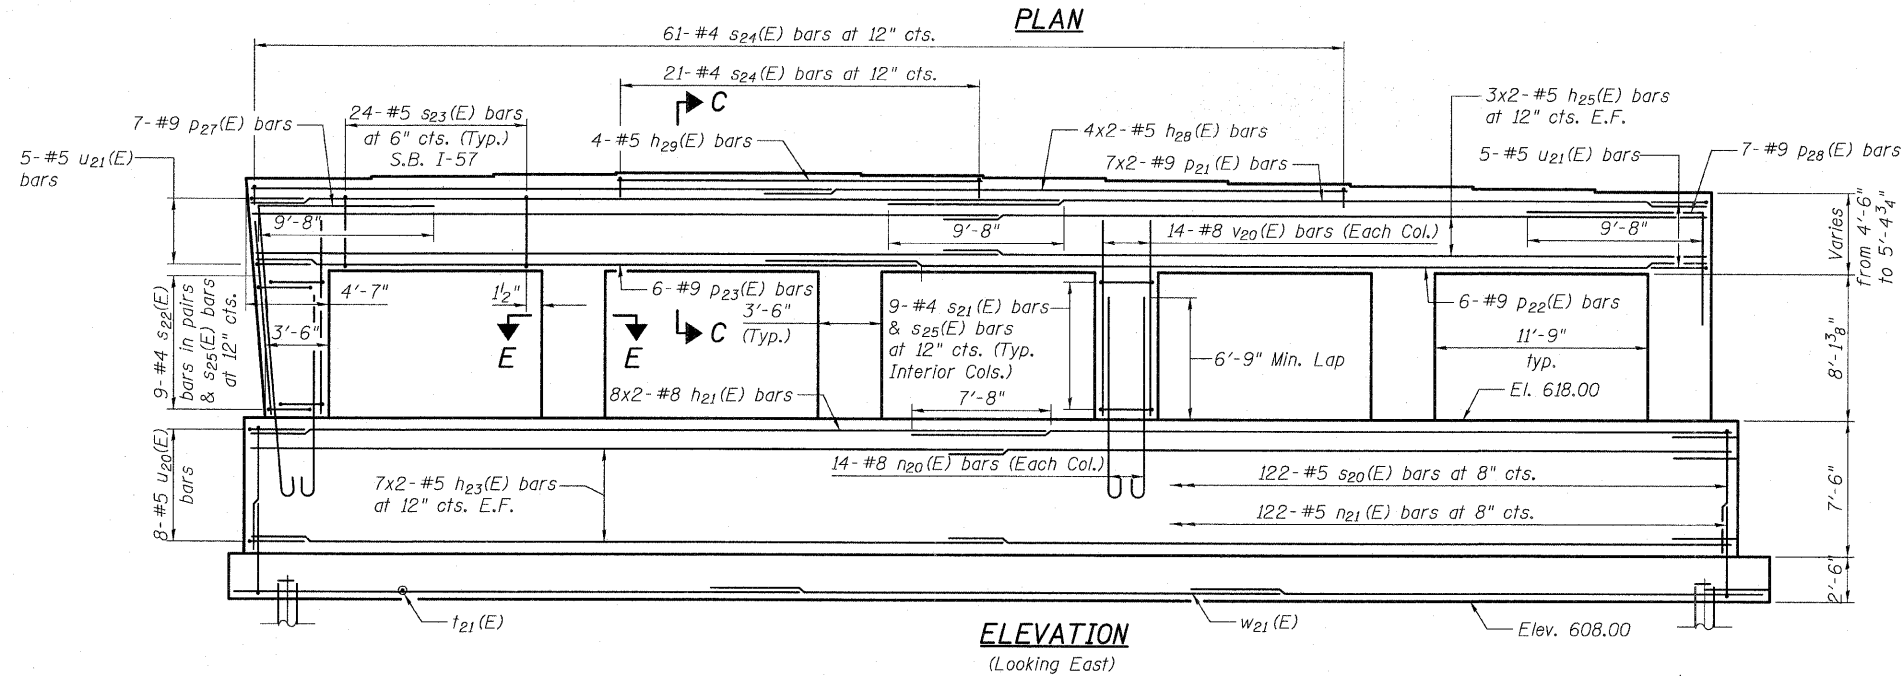 PLAN
61-#4 s24(E) bars at 12" cts.
21-#4 s24(E) bars at 12" cts.
C
24-#5 s23(E) bars
at 6" cts. (Typ.)
S.B. I-57
7-#9 p27(E) bars
4-#5 h29(E) bars
4x2-#5 h28(E) bars
7x2-#9 p21(E) bars
3x2-#5 h25(E) bars
at 12" cts. E.F.
5-#5 u21(E) bars
7-#9 p28(E) bars
5-#5 u21(E)
bars
9'-8"
9'-8"
14-#8 v20(E) bars (Each Col.)
9'-8"
Varies
from 4'-6"
to 5'-4 3/4"
9-#4 s22(E)
bars in pairs
& s25(E) bars
at 12" cts.
4'-7"
3'-6"
1 1/2"
E
E
6-#9 p23(E) bars
C
3'-6"
(Typ.)
9-#4 s21(E) bars
& s25(E) bars
at 12" cts. (Typ.
Interior Cols.)
6'-9" Min. Lap
6-#9 p22(E) bars
11'-9"
typ.
8'-1 3/8"
El. 618.00
8x2-#8 h21(E) bars
7'-8"
8-#5 u20(E)
bars
7x2-#5 h23(E) bars
at 12" cts. E.F.
14-#8 n20(E) bars (Each Col.)
122-#5 s20(E) bars at 8" cts.
122-#5 n21(E) bars at 8" cts.
7'-6"
2'-6"
t21(E)
w21(E)
Elev. 608.00
ELEVATION
(Looking East)